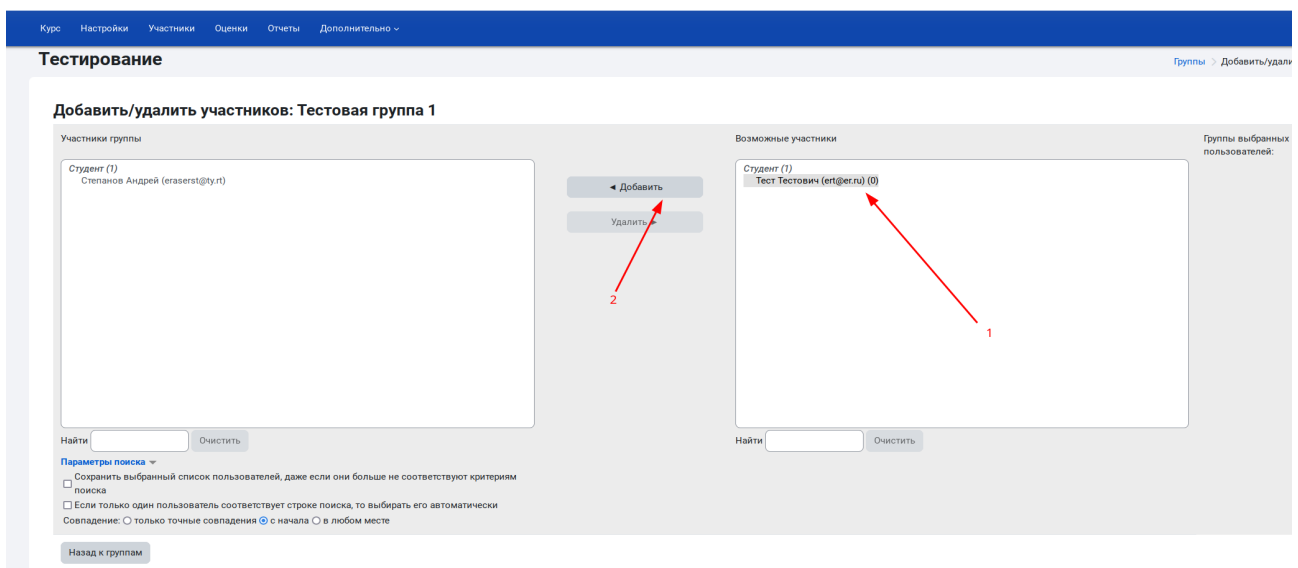 Курс Настройки Участники Оценки Отчеты Дополнительно
Тестирование
Группы Добавить/удали
Добавить/удалить участников: Тестовая группа 1
Участники группы
Возможные участники
Группы выбранных
пользователей:
Студент (1)
Степанов Андрей (eraserst@ty.rt)
◄ Добавить
Удалить ►
Студент (1)
Тест Тестович (ert@er.ru) (0)
2
1
Найти Очистить
Найти Очистить
Параметры поиска
Сохранить выбранный список пользователей, даже если они больше не соответствуют критериям
поиска
Если только один пользователь соответствует строке поиска, то выбирать его автоматически
Совпадение: только точные совпадения с начала в любом месте
Назад к группам